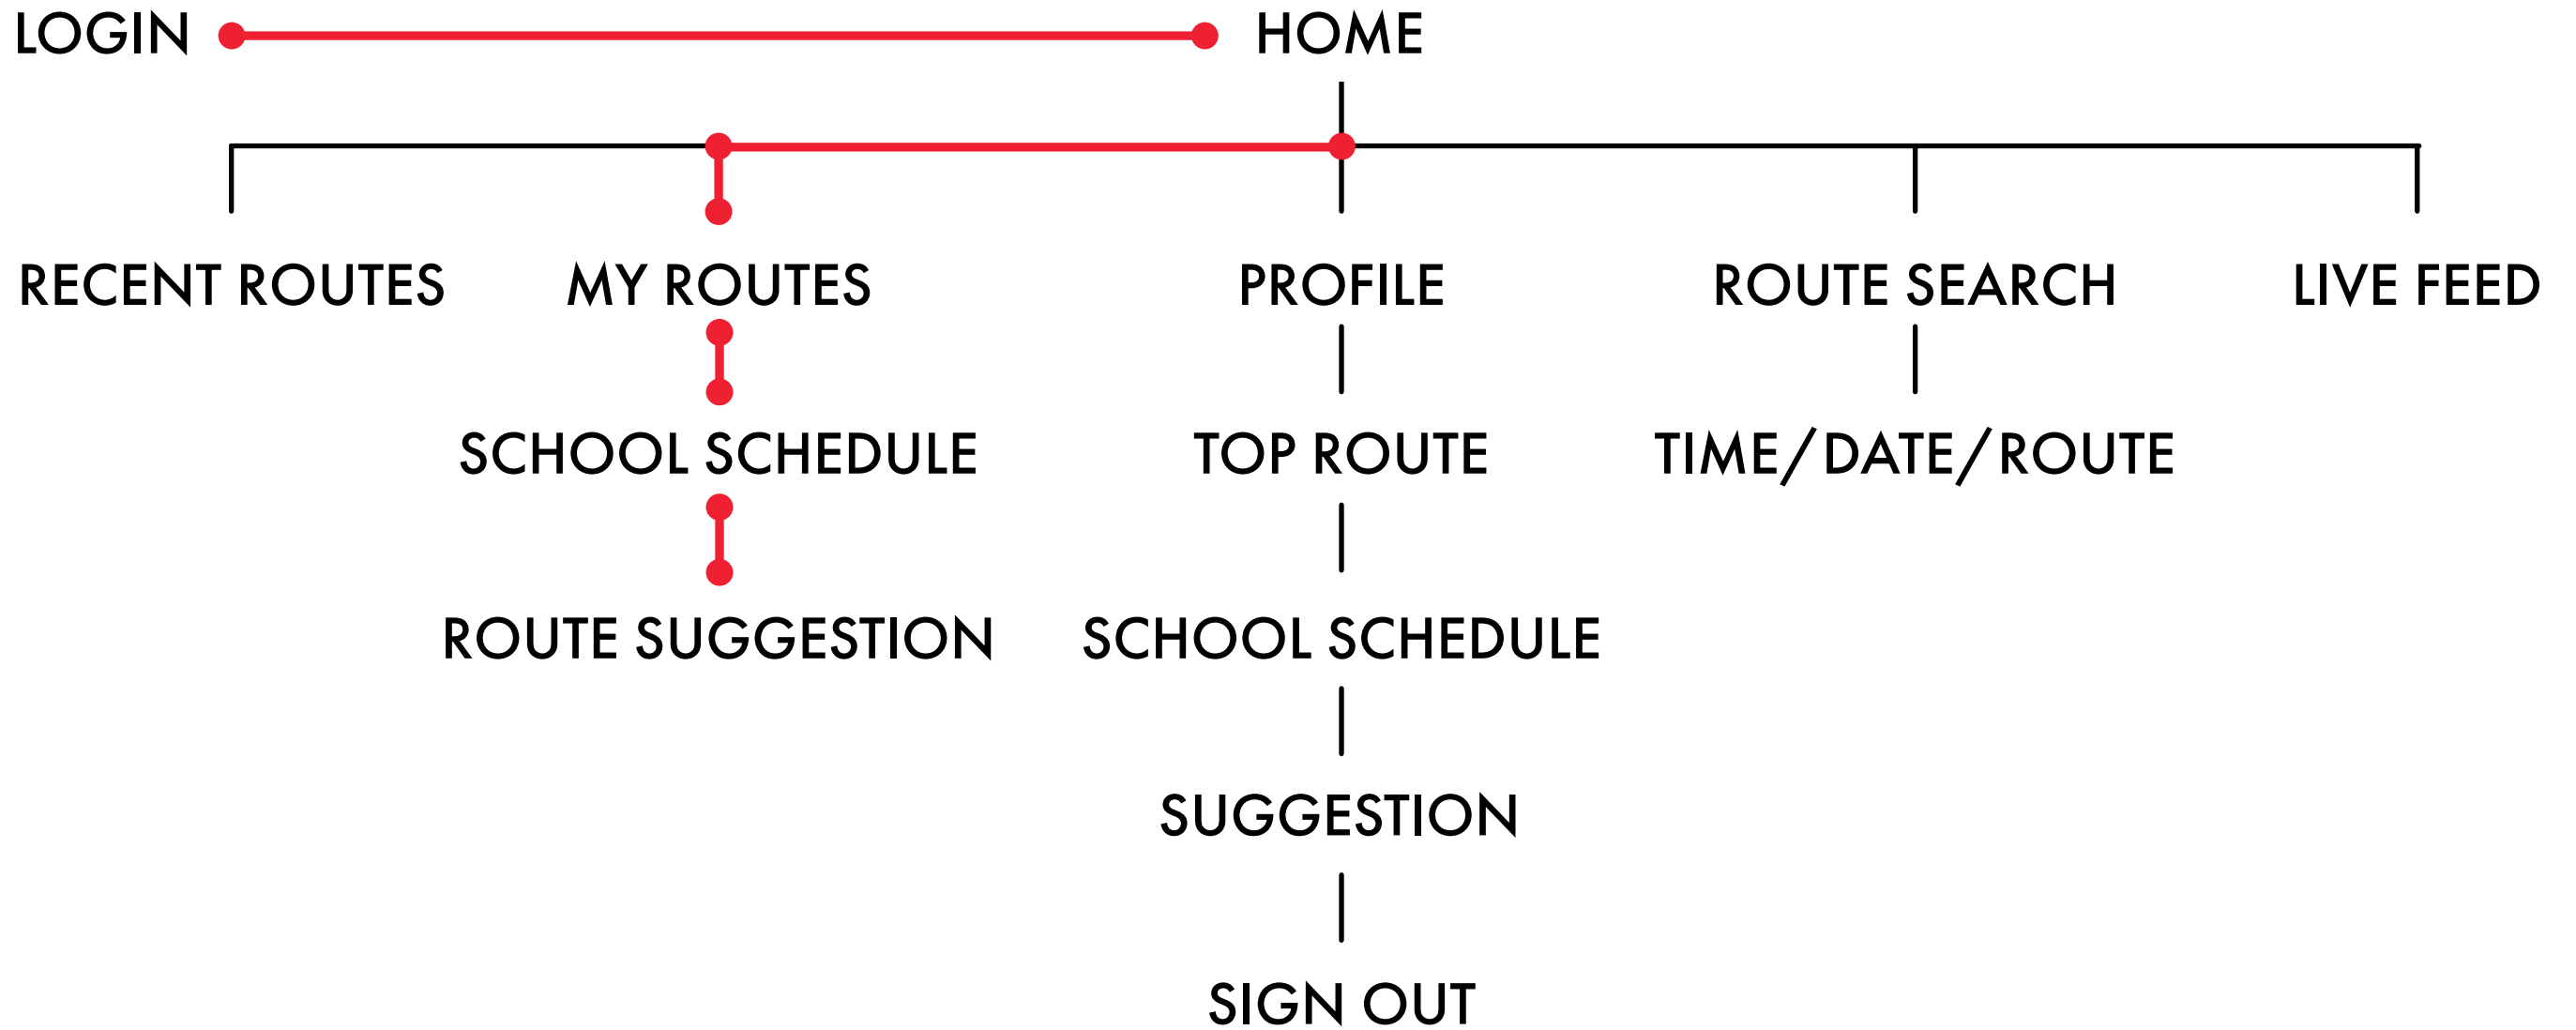 LOGIN HOME
RECENT ROUTES MY ROUTES PROFILE ROUTE SEARCH LIVE FEED
SCHOOL SCHEDULE TOP ROUTE TIME/DATE/ROUTE
ROUTE SUGGESTION SCHOOL SCHEDULE
SUGGESTION
SIGN OUT